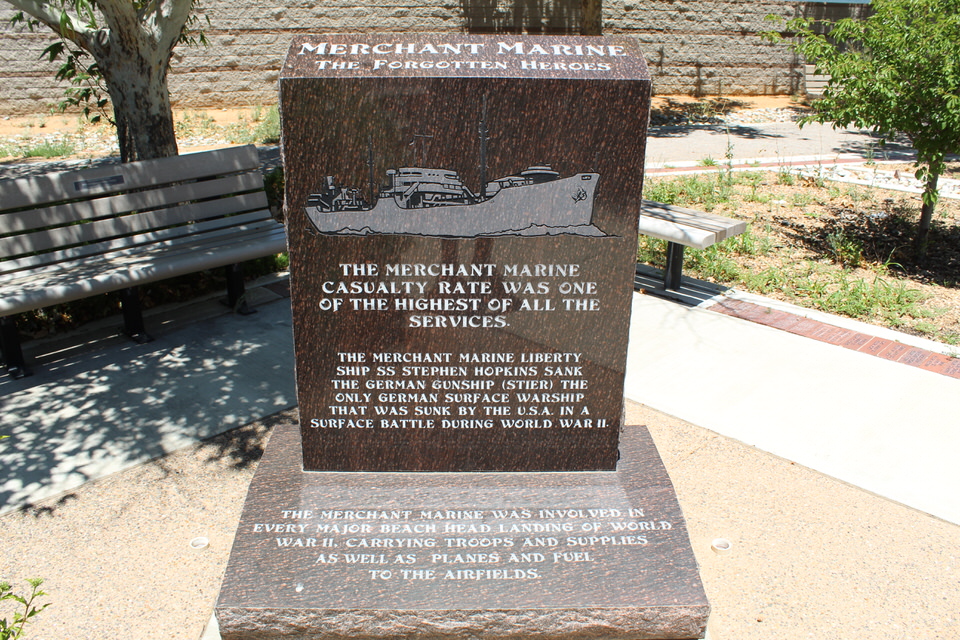 MERCHANT MARINE
THE FORGOTTEN HEROES
THE MERCHANT MARINE
CASUALTY RATE WAS ONE
OF THE HIGHEST OF ALL THE
SERVICES.
THE MERCHANT MARINE LIBERTY
SHIP SS STEPHEN HOPKINS SANK
THE GERMAN GUNSHIP (STIER) THE
ONLY GERMAN SURFACE WARSHIP
THAT WAS SUNK BY THE U.S.A. IN A
SURFACE BATTLE DURING WORLD WAR II.
THE MERCHANT MARINE WAS INVOLVED IN
EVERY MAJOR BEACH HEAD LANDING OF WORLD
WAR II, CARRYING TROOPS AND SUPPLIES
AS WELL AS PLANES AND FUEL
TO THE AIRFIELDS.